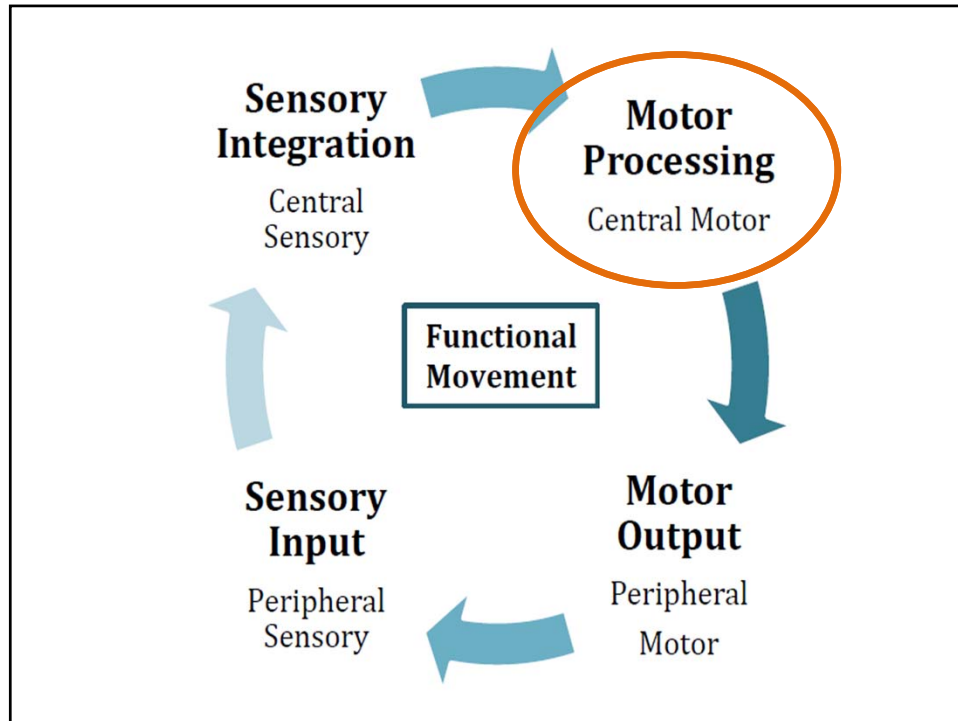 Sensory
Integration
Central
Sensory
Motor
Processing
Central Motor
Functional
Movement
Sensory
Input
Peripheral
Sensory
Motor
Output
Peripheral
Motor